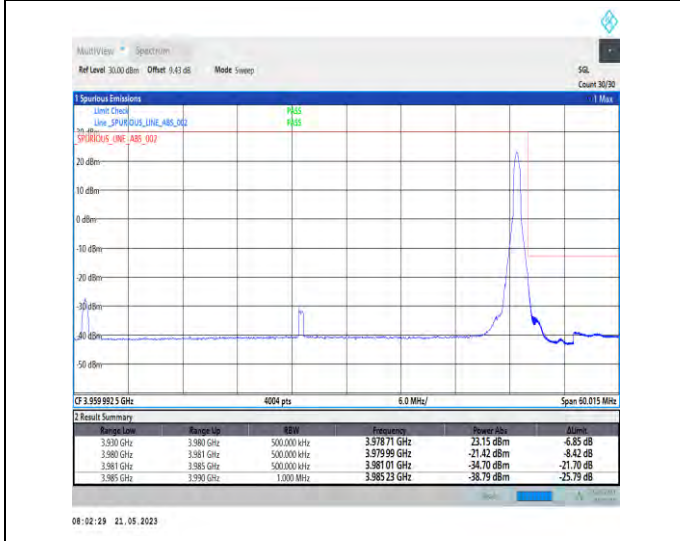 MultiView Spectrum
Ref Level 30.00 dBm Offset 9.43 dB Mode Sweep SGL
Count 30/30
1 Spurious Emissions 1 Max
Limit Check PASS
Line _SPURIOUS_LINE_ABS_002 PASS
30 dBm
_SPURIOUS_LINE_ABS_002
20 dBm
10 dBm
0 dBm
-10 dBm
-20 dBm
-30 dBm
-40 dBm
-50 dBm
CF 3.959 992 5 GHz 4004 pts 6.0 MHz/ Span 60.015 MHz
2 Result Summary
Range Low Range Up RBW Frequency Power Abs ΔLimit
3.930 GHz 3.980 GHz 500.000 kHz 3.978 71 GHz 23.15 dBm -6.85 dB
3.980 GHz 3.981 GHz 500.000 kHz 3.979 99 GHz -21.42 dBm -8.42 dB
3.981 GHz 3.985 GHz 500.000 kHz 3.981 01 GHz -34.70 dBm -21.70 dB
3.985 GHz 3.990 GHz 1.000 MHz 3.985 23 GHz -38.79 dBm -25.79 dB
08:02:29 21.05.2023